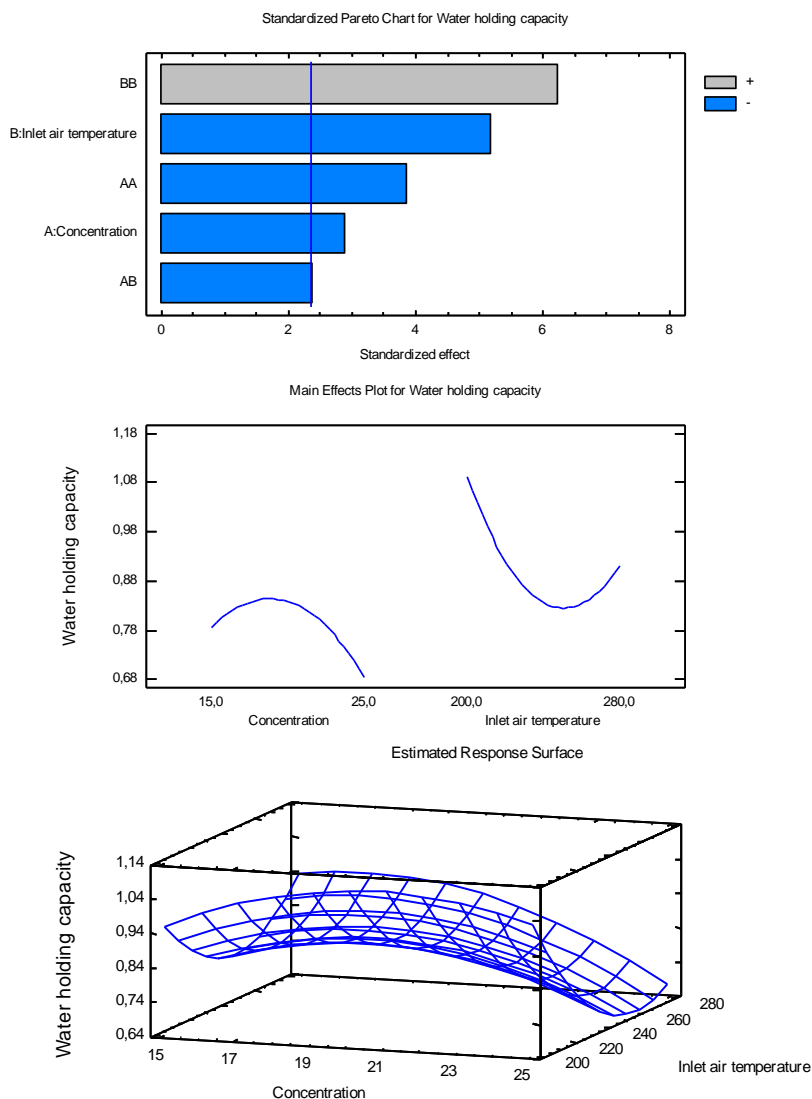 Standardized Pareto Chart for Water holding capacity
BB
B:Inlet air temperature
AA
A:Concentration
AB
+
-
0 2 4 6 8
Standardized effect
Main Effects Plot for Water holding capacity
Water holding capacity
1,18
1,08
0,98
0,88
0,78
0,68
15,0 25,0 200,0 280,0
Concentration Inlet air temperature
Estimated Response Surface
Water holding capacity
1,14
1,04
0,94
0,84
0,74
0,64
15 17 19 21 23 25
Concentration
200 220 240 260 280
Inlet air temperature